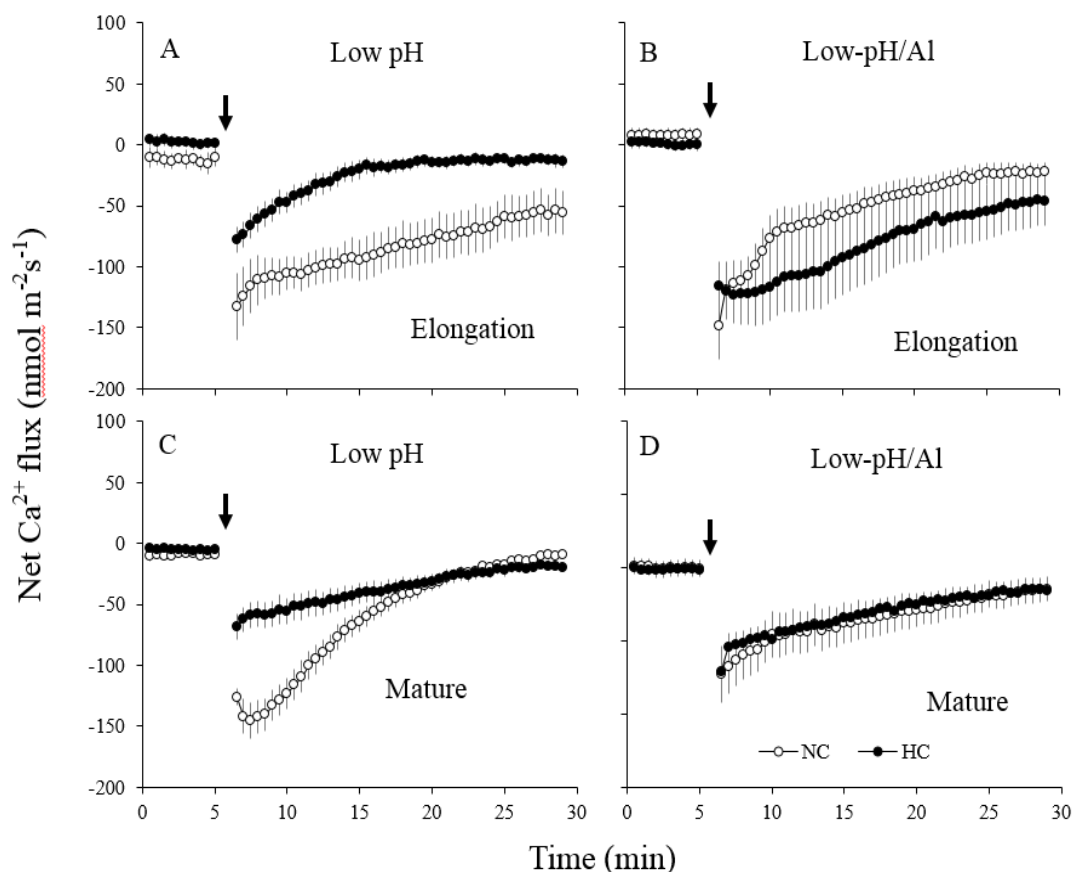 A
Low pH
B
Low-pH/Al
100
50
0
-50
-100
-150
-200
Elongation
Elongation
C
Low pH
D
Low-pH/Al
100
50
0
-50
-100
-150
-200
Mature
Mature
NC HC
0 5 10 15 20 25 30
0 5 10 15 20 25 30
Net Ca²⁺ flux (nmol m⁻²s⁻¹)
Time (min)